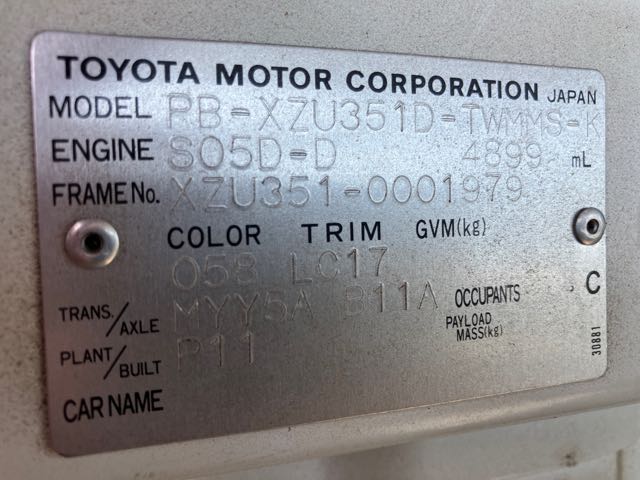 TOYOTA MOTOR CORPORATION JAPAN
MODEL PB-XZU351D-TWMMS-K
ENGINE S05D-D 4899 mL
FRAME No. XZU351-0001979
COLOR TRIM GVM(kg)
058 LC17
TRANS./AXLE MYY5A B11A OCCUPANTS C
PAYLOAD MASS(kg)
PLANT/BUILT P11
CAR NAME
30881